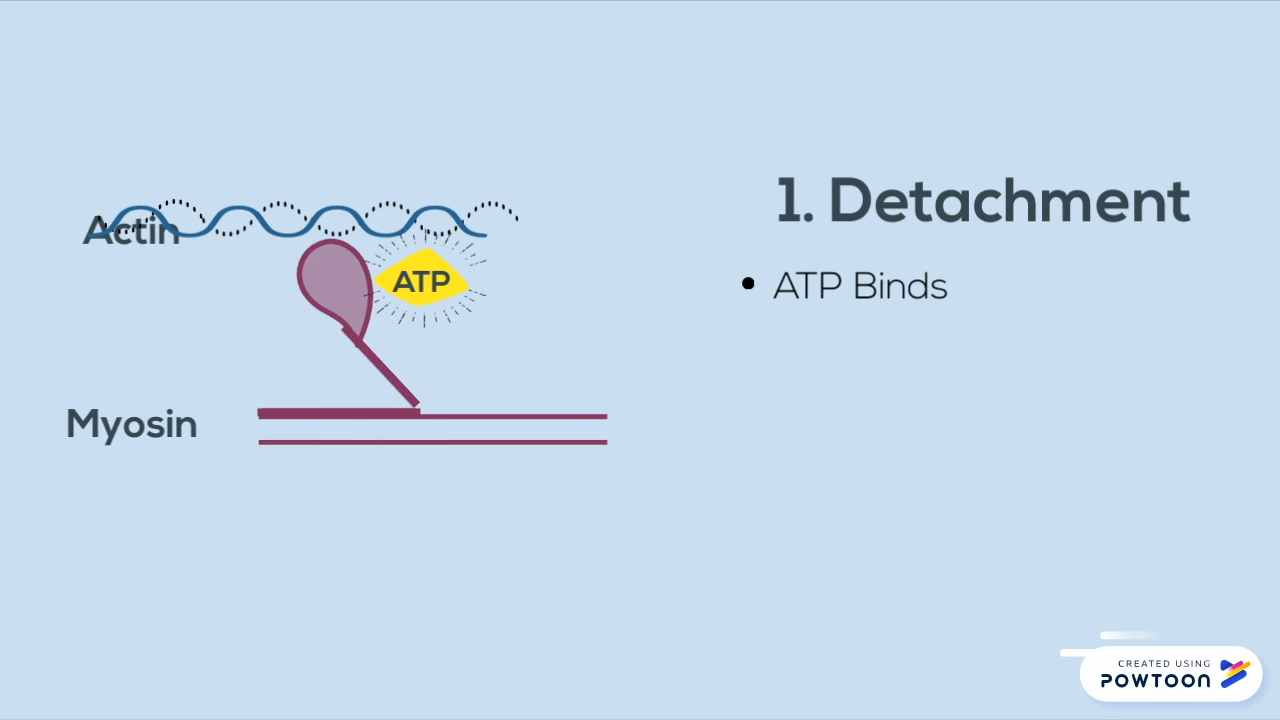 1. Detachment
• ATP Binds
Actin
ATP
Myosin
CREATED USING
POWTOON